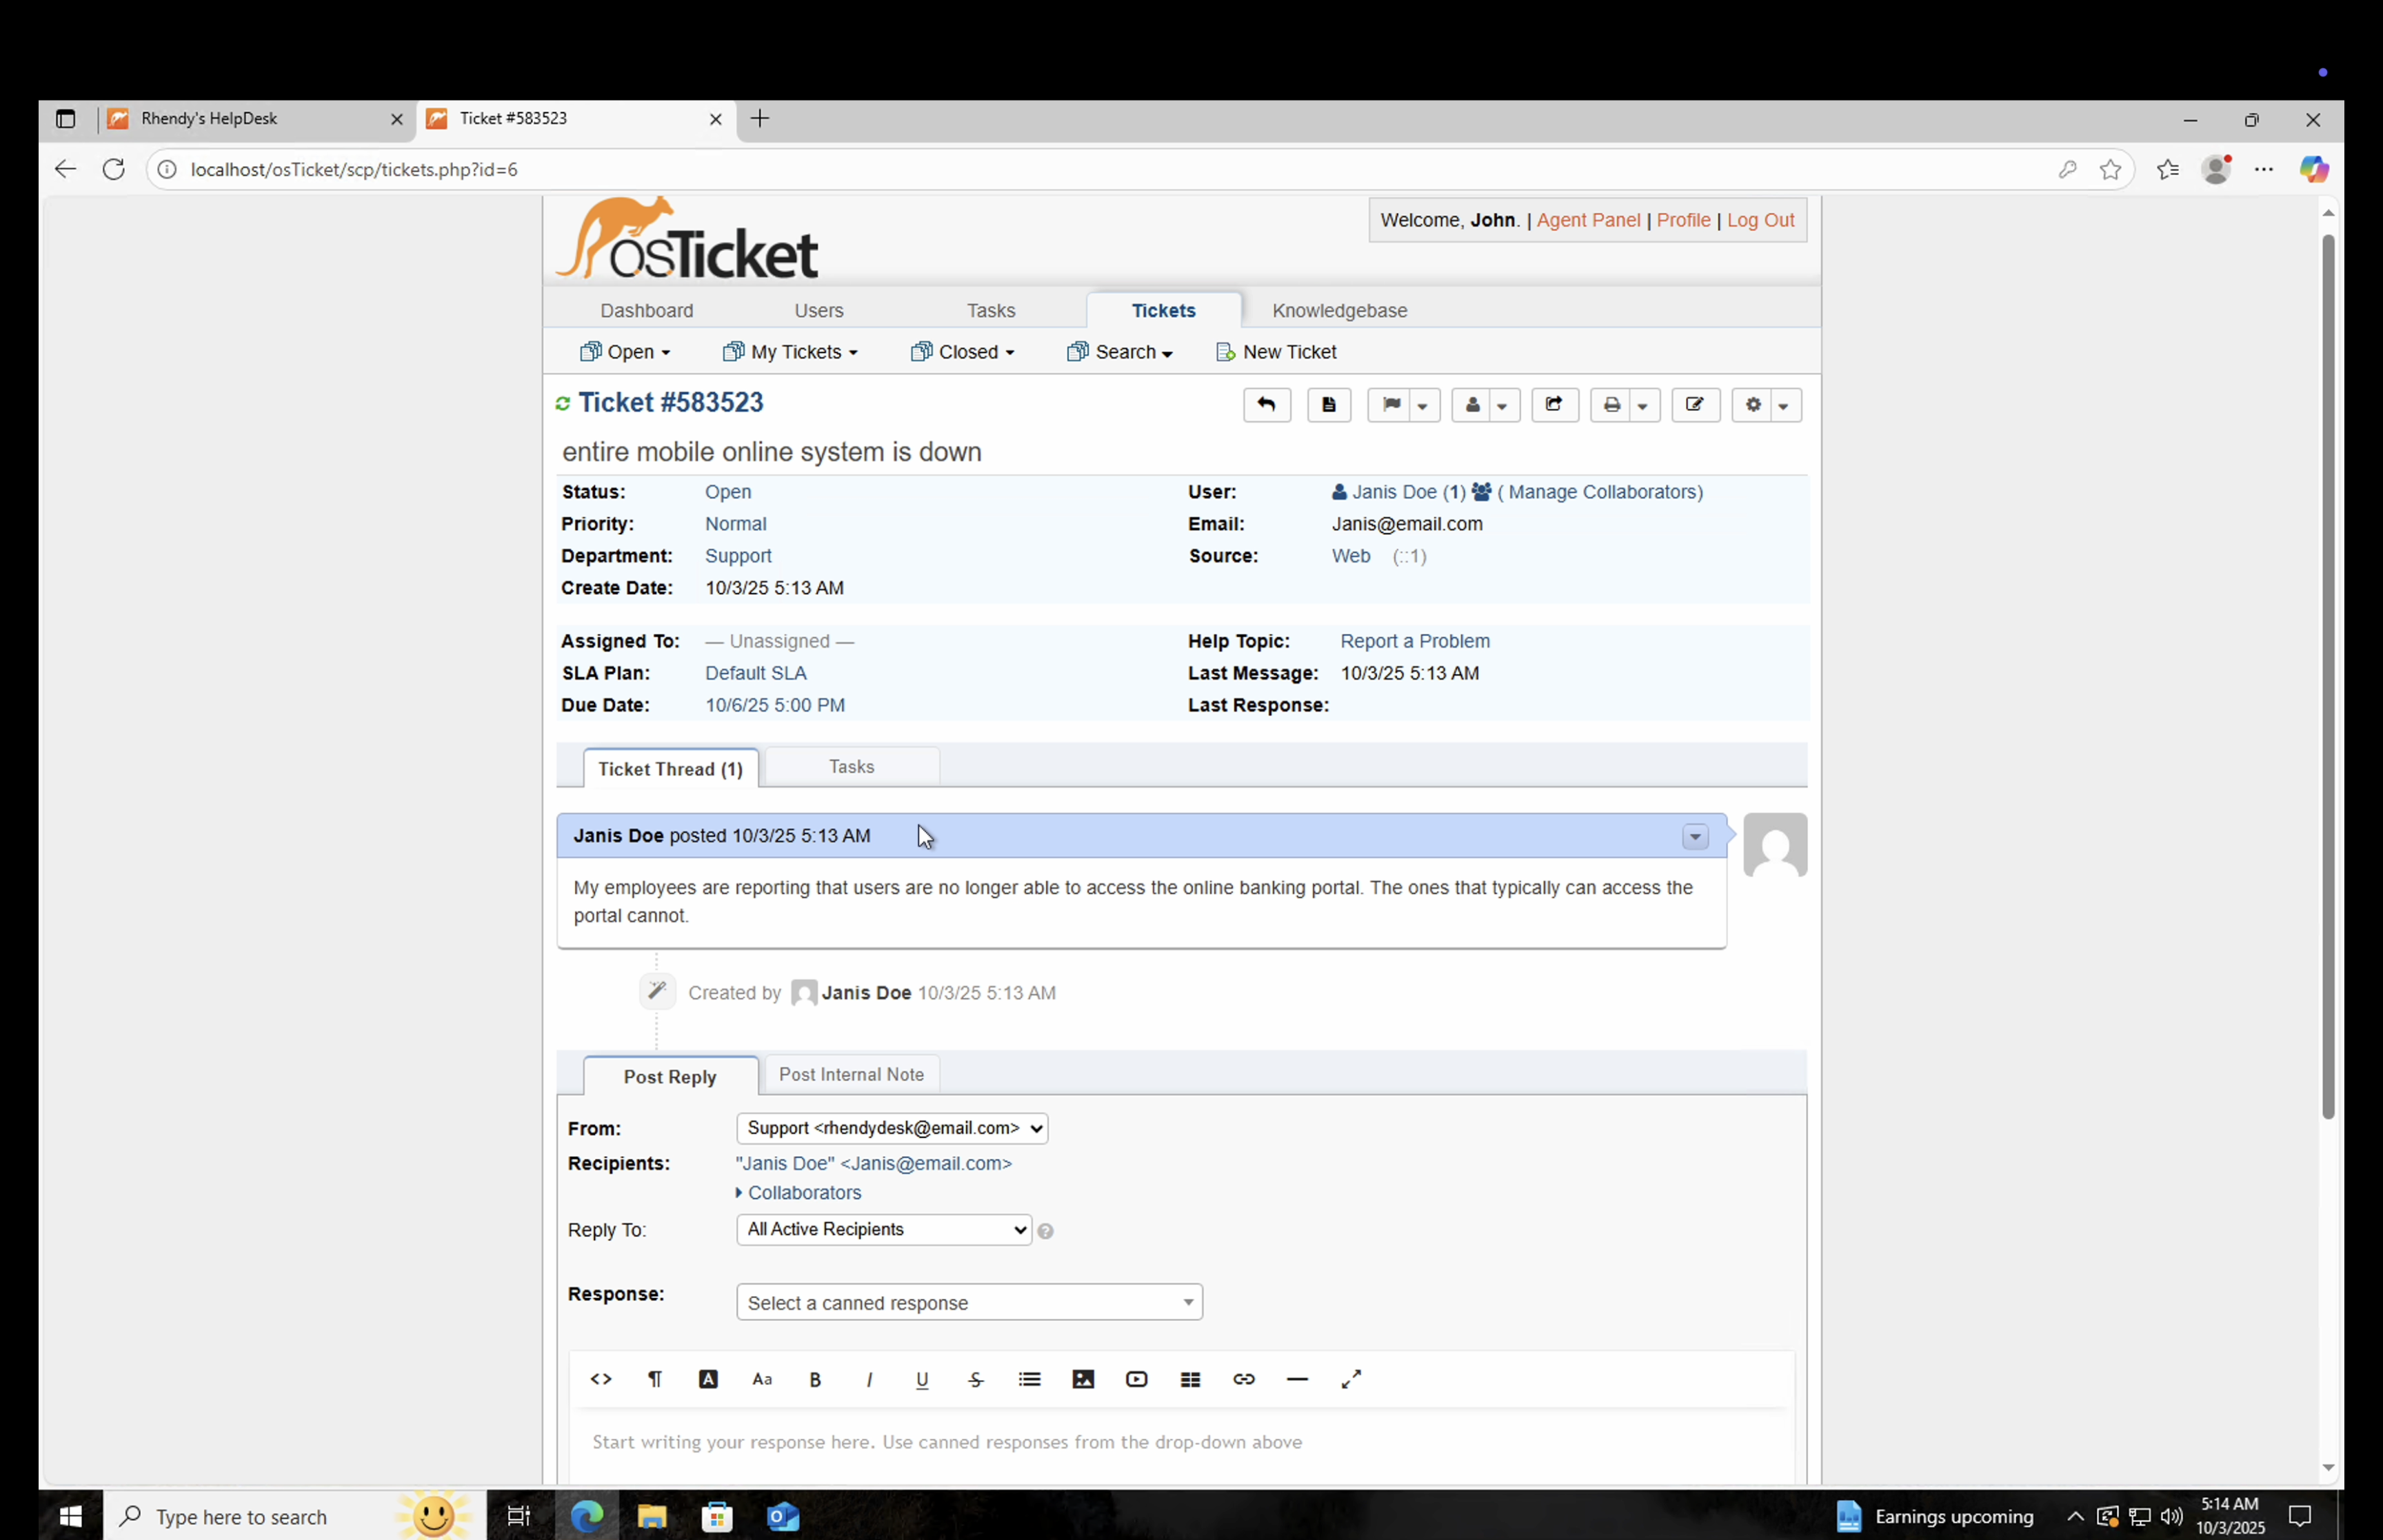 Rhendy's HelpDesk
Ticket #583523
localhost/osTicket/scp/tickets.php?id=6
osTicket
Welcome, John. | Agent Panel | Profile | Log Out
Dashboard Users Tasks Tickets Knowledgebase
Open My Tickets Closed Search New Ticket
Ticket #583523
entire mobile online system is down
Status: Open
Priority: Normal
Department: Support
Create Date: 10/3/25 5:13 AM
User: Janis Doe (1) ( Manage Collaborators)
Email: Janis@email.com
Source: Web (::1)
Assigned To: — Unassigned —
SLA Plan: Default SLA
Due Date: 10/6/25 5:00 PM
Help Topic: Report a Problem
Last Message: 10/3/25 5:13 AM
Last Response:
Ticket Thread (1) Tasks
Janis Doe posted 10/3/25 5:13 AM
My employees are reporting that users are no longer able to access the online banking portal. The ones that typically can access the
portal cannot.
Created by Janis Doe 10/3/25 5:13 AM
Post Reply Post Internal Note
From: Support <rhendydesk@email.com>
Recipients: "Janis Doe" <Janis@email.com>
Collaborators
Reply To: All Active Recipients
Response: Select a canned response
<> ¶ A Aa B I U S
Start writing your response here. Use canned responses from the drop-down above
Type here to search
Earnings upcoming
5:14 AM
10/3/2025